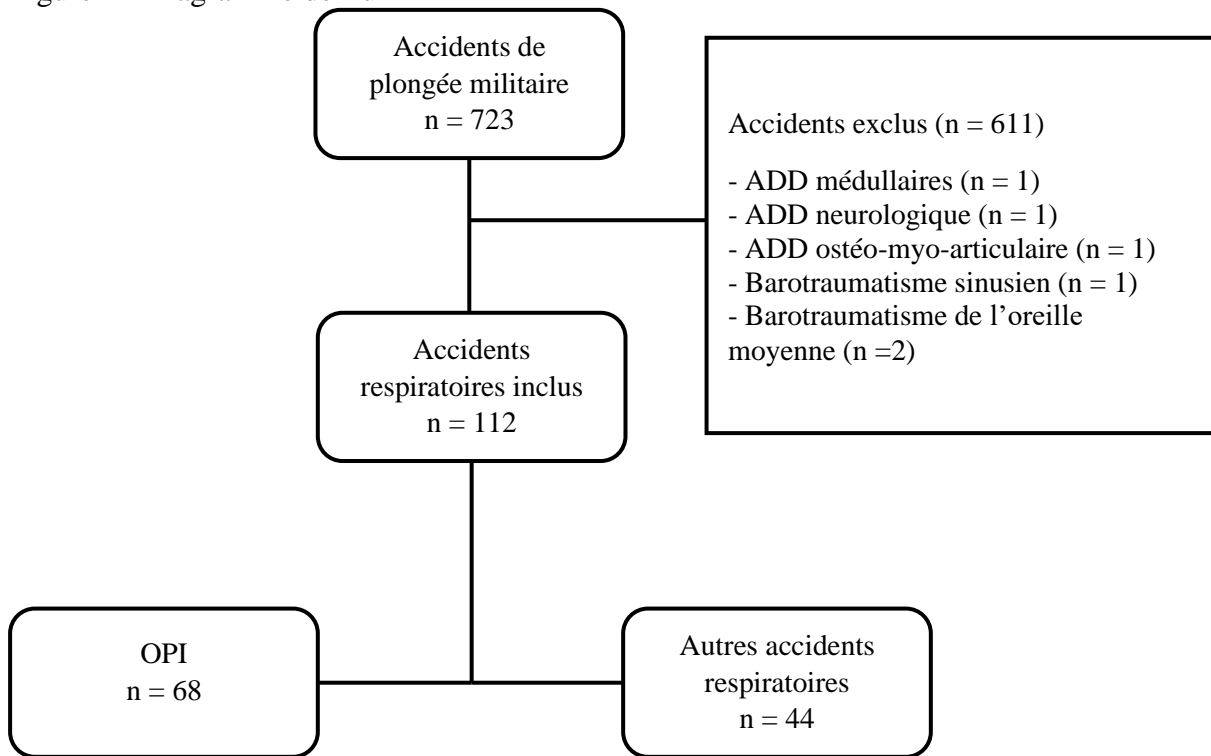 Accidents de
plongée militaire
n = 723
Accidents exclus (n = 611)
- ADD médullaires (n = 1)
- ADD neurologique (n = 1)
- ADD ostéo-myo-articulaire (n = 1)
- Barotraumatisme sinusien (n = 1)
- Barotraumatisme de l’oreille
moyenne (n =2)
Accidents
respiratoires inclus
n = 112
OPI
n = 68
Autres accidents
respiratoires
n = 44